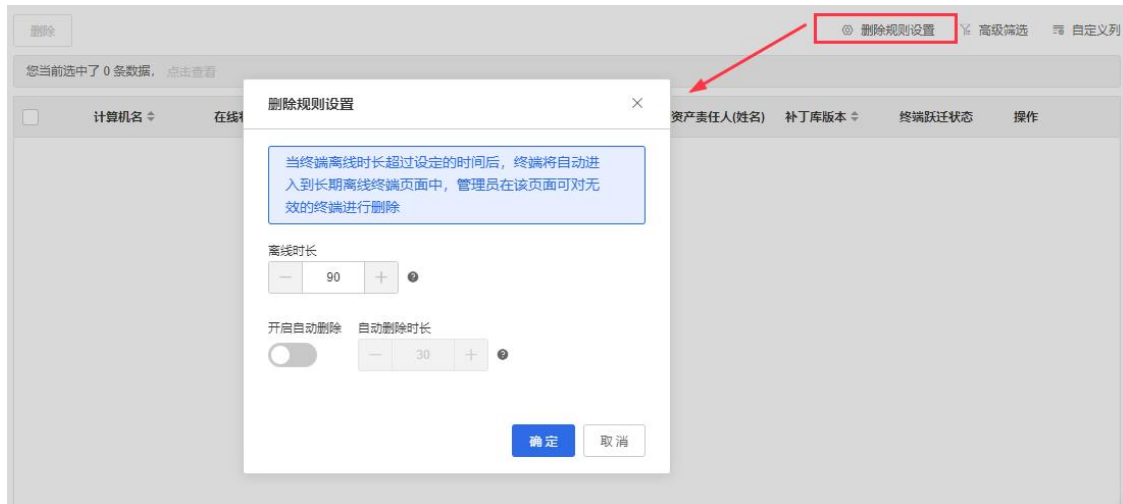 删除
删除规则设置
高级筛选
自定义列
您当前选中了 0 条数据， 点击查看
计算机名
在线
资产责任人(姓名)
补丁库版本
终端跃迁状态
操作
删除规则设置
当终端离线时长超过设定的时间后，终端将自动进
入到长期离线终端页面中，管理员在该页面可对无
效的终端进行删除
离线时长
90
开启自动删除
自动删除时长
30
确定
取消